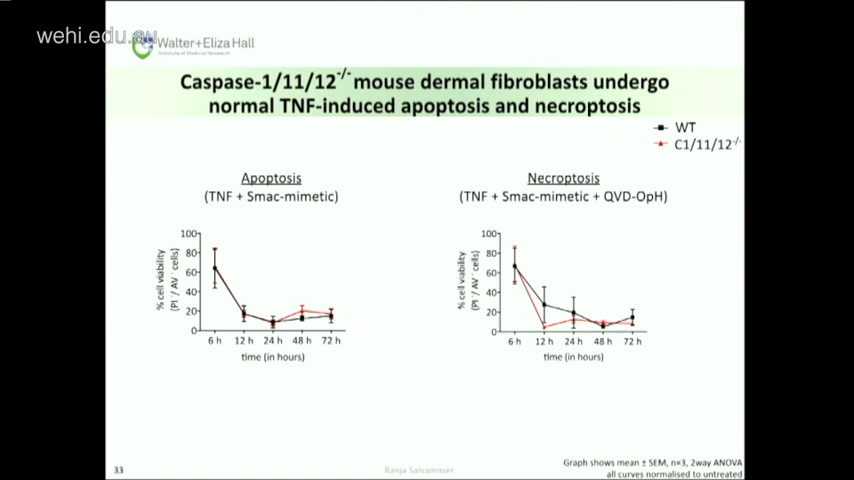 wehi.edu.au
Walter+Eliza Hall
Institute of Medical Research
Caspase-1/11/12-/- mouse dermal fibroblasts undergo
normal TNF-induced apoptosis and necroptosis
WT
C1/11/12-/-
Apoptosis
(TNF + Smac-mimetic)
100
80
60
40
20
0
% cell viability
(PI-/ AV- cells)
6 h 12 h 24 h 48 h 72 h
time (in hours)
Necroptosis
(TNF + Smac-mimetic + QVD-OpH)
100
80
60
40
20
0
% cell viability
(PI-/ AV- cells)
6 h 12 h 24 h 48 h 72 h
time (in hours)
33
Ranja Salvamoser
Graph shows mean ± SEM, n=3, 2way ANOVA
all curves normalised to untreated